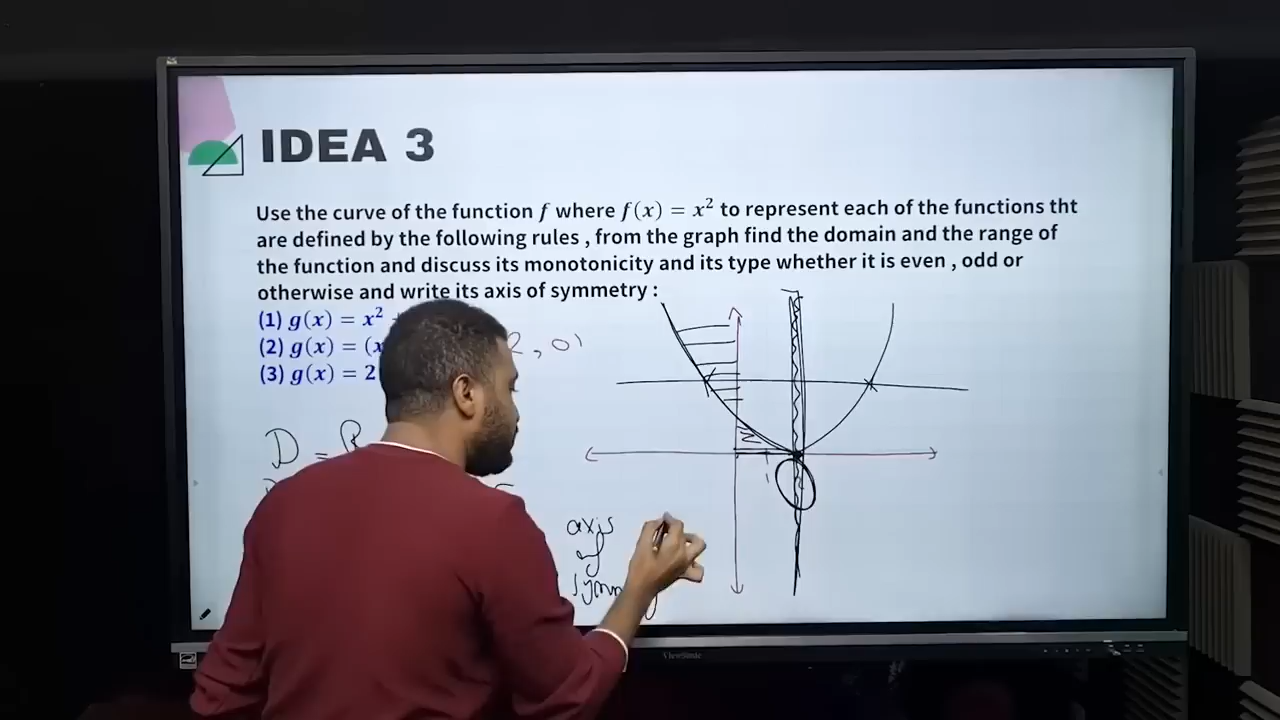 IDEA 3
Use the curve of the function f where f(x) = x² to represent each of the functions tht
are defined by the following rules , from the graph find the domain and the range of
the function and discuss its monotonicity and its type whether it is even , odd or
otherwise and write its axis of symmetry :
(1) g(x) = x²
(2) g(x) = (x
2 , 0)
(3) g(x) = 2
D = R
axis
of
ViewSonic